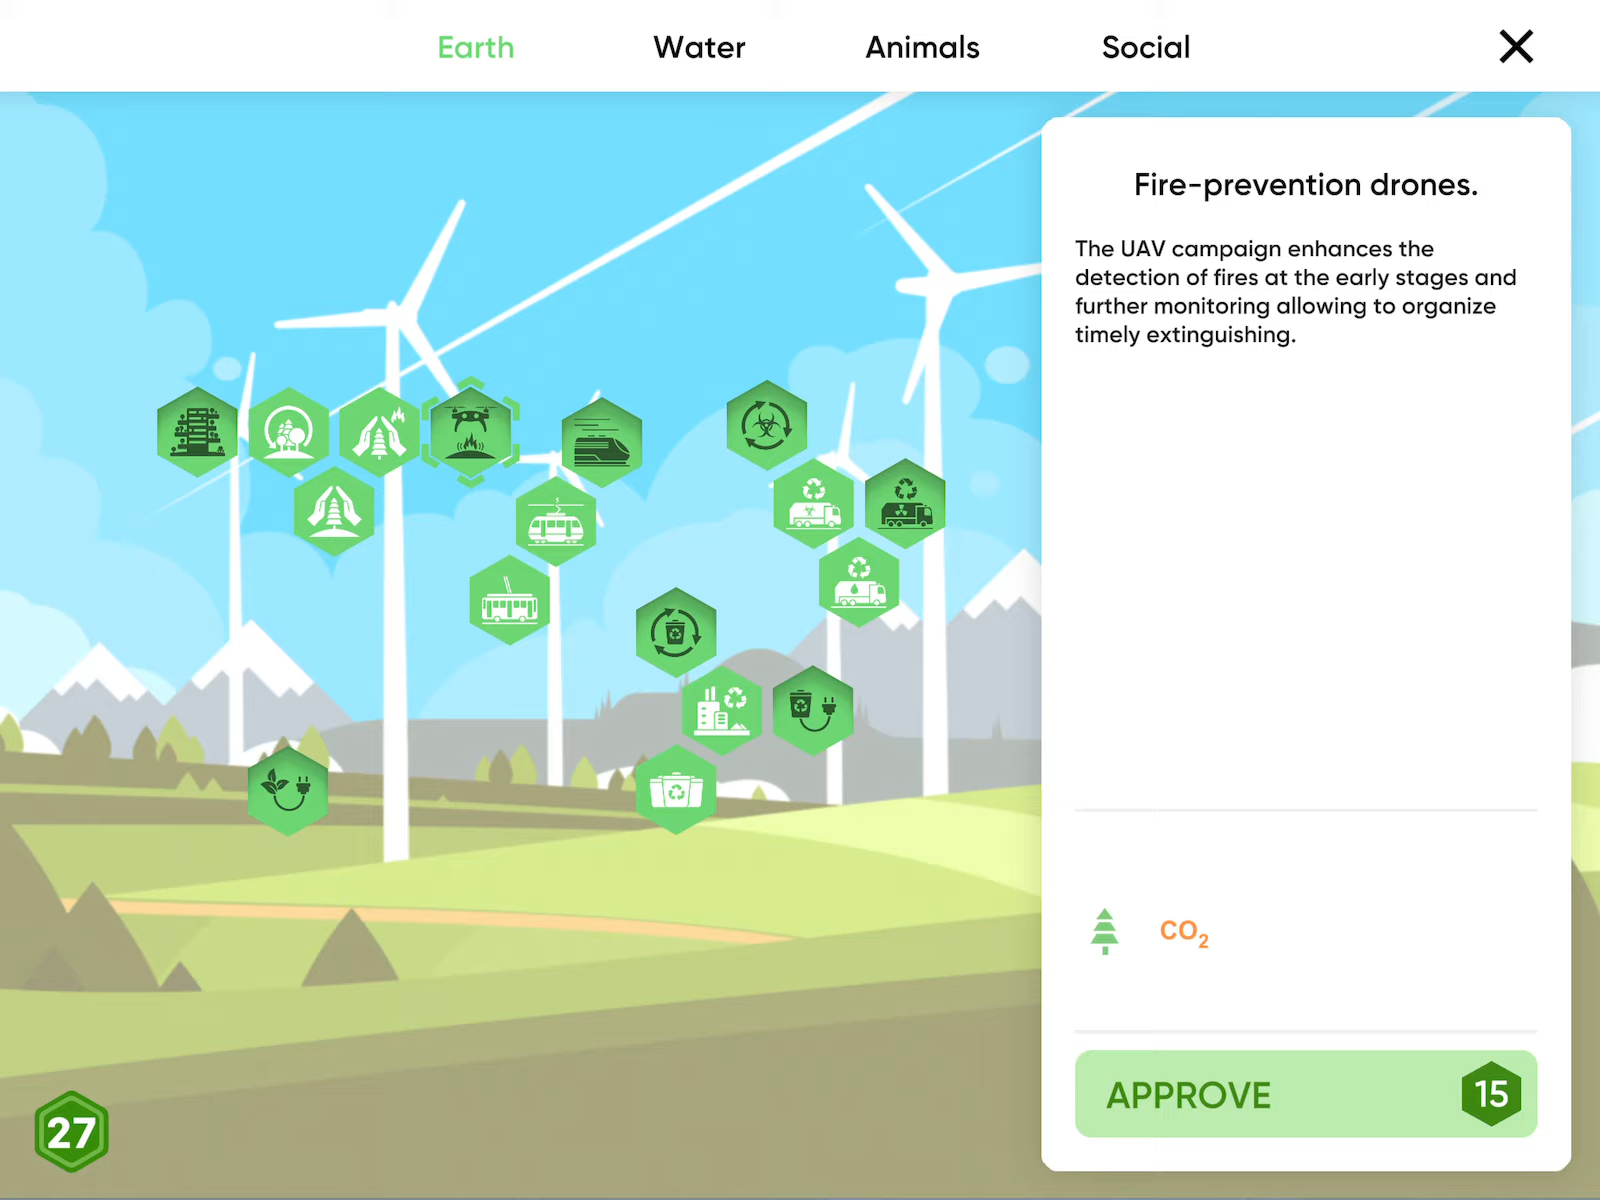 Earth
Water
Animals
Social
Fire-prevention drones.
The UAV campaign enhances the
detection of fires at the early stages and
further monitoring allowing to organize
timely extinguishing.
CO₂
APPROVE
15
27